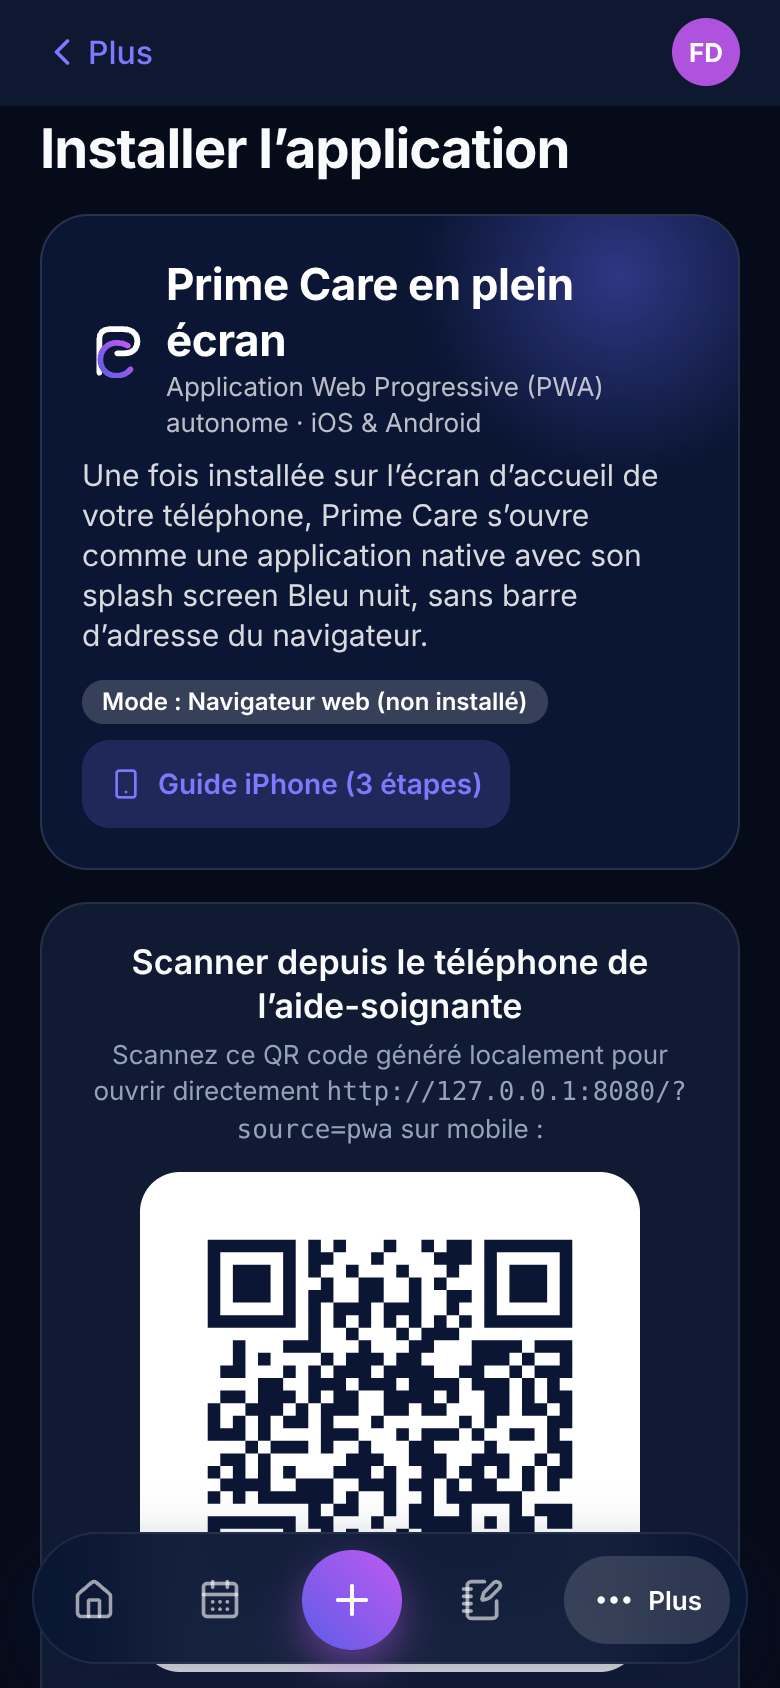 Plus
FD
Installer l’application
Prime Care en plein
écran
Application Web Progressive (PWA)
autonome · iOS & Android
Une fois installée sur l’écran d’accueil de
votre téléphone, Prime Care s’ouvre
comme une application native avec son
splash screen Bleu nuit, sans barre
d’adresse du navigateur.
Mode : Navigateur web (non installé)
Guide iPhone (3 étapes)
Scanner depuis le téléphone de
l’aide-soignante
Scannez ce QR code généré localement pour
ouvrir directement http://127.0.0.1:8080/?
source=pwa sur mobile :
Plus